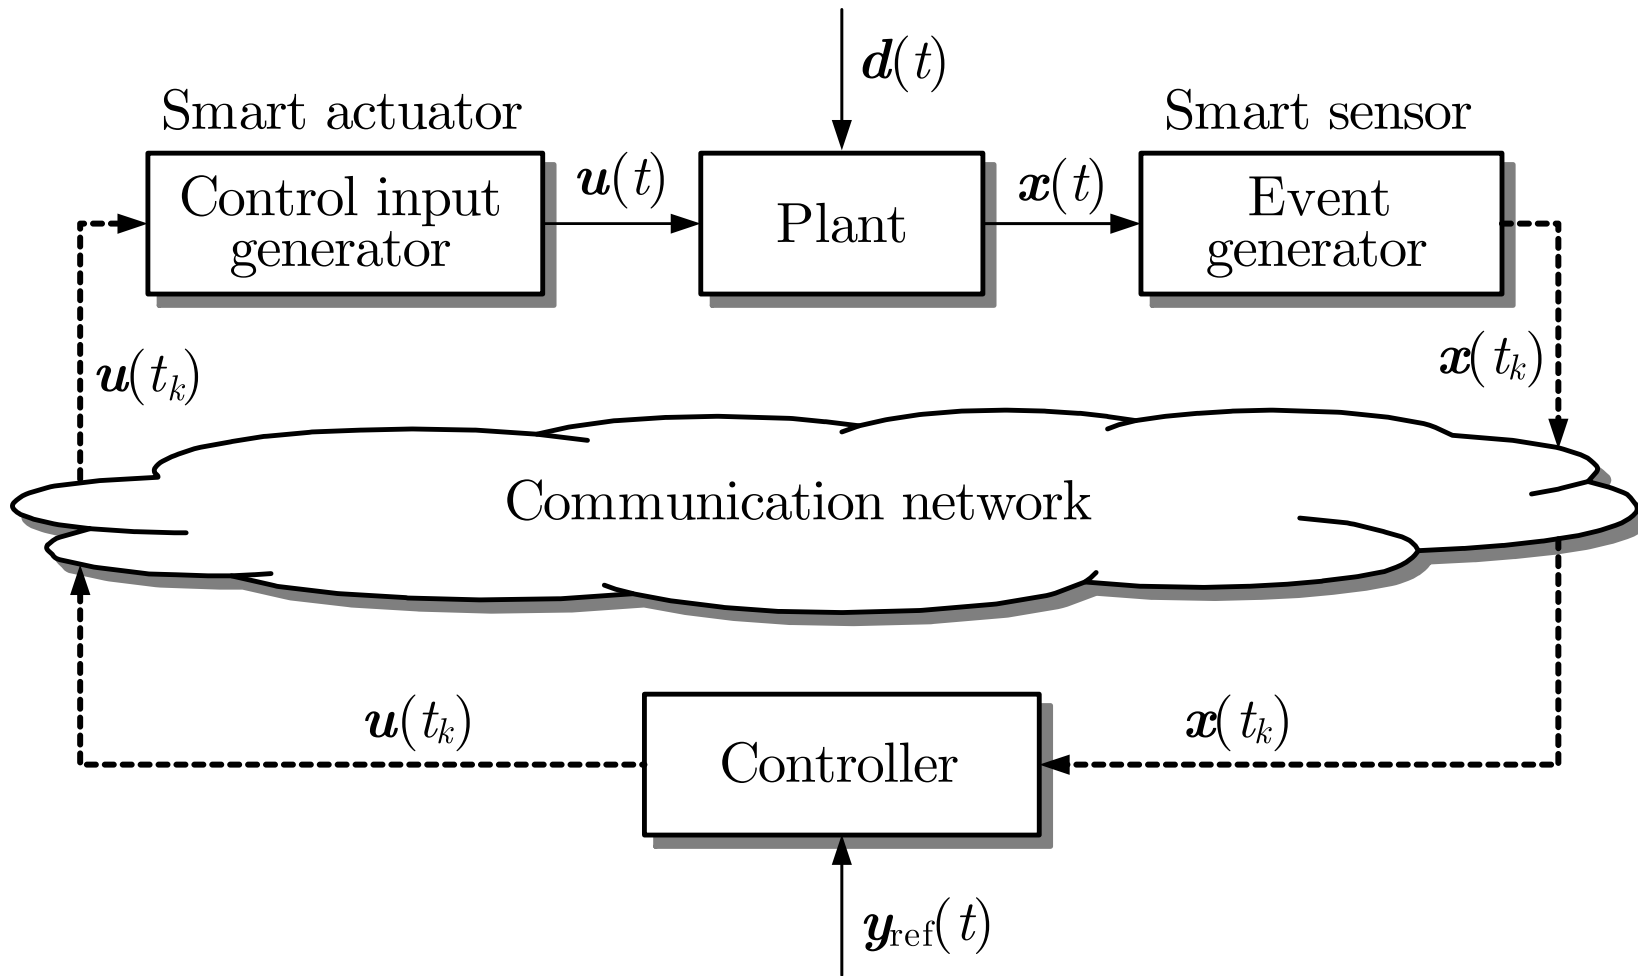 d(t)
Smart actuator
Smart sensor
Control input
generator
u(t)
Plant
x(t)
Event
generator
u(t_k)
x(t_k)
Communication network
u(t_k)
Controller
x(t_k)
y_ref(t)